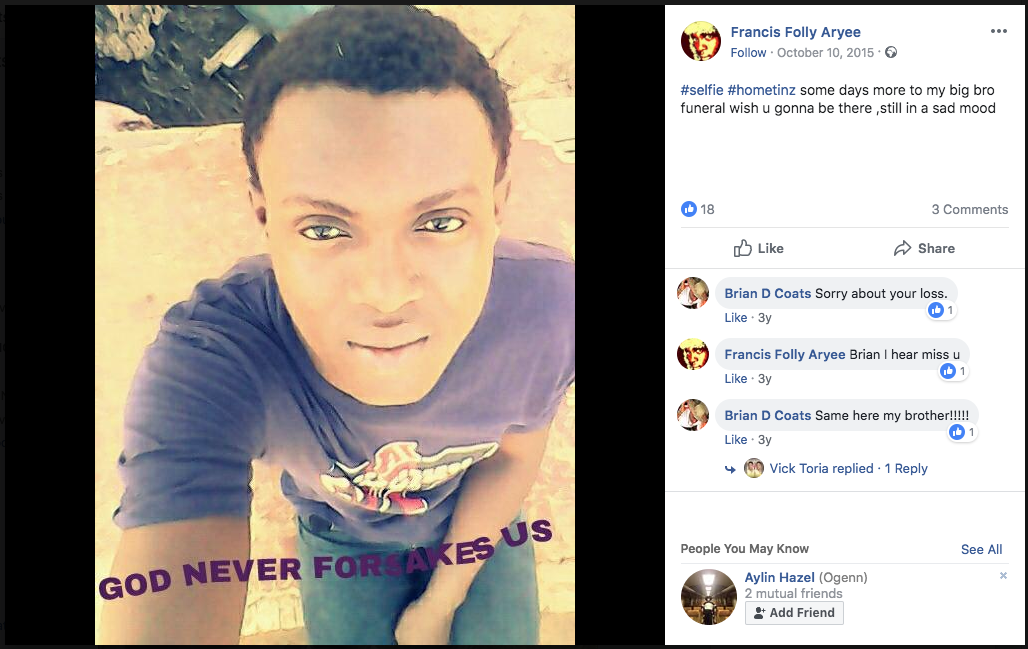 GOD NEVER FORSAKES US
Francis Folly Aryee
Follow · October 10, 2015 ·
#selfie #hometinz some days more to my big bro
funeral wish u gonna be there ,still in a sad mood
18
3 Comments
Like
Share
Brian D Coats Sorry about your loss.
1
Like · 3y
Francis Folly Aryee Brian I hear miss u
1
Like · 3y
Brian D Coats Same here my brother!!!!!
1
Like · 3y
Vick Toria replied · 1 Reply
People You May Know
See All
Aylin Hazel (Ogenn)
2 mutual friends
Add Friend